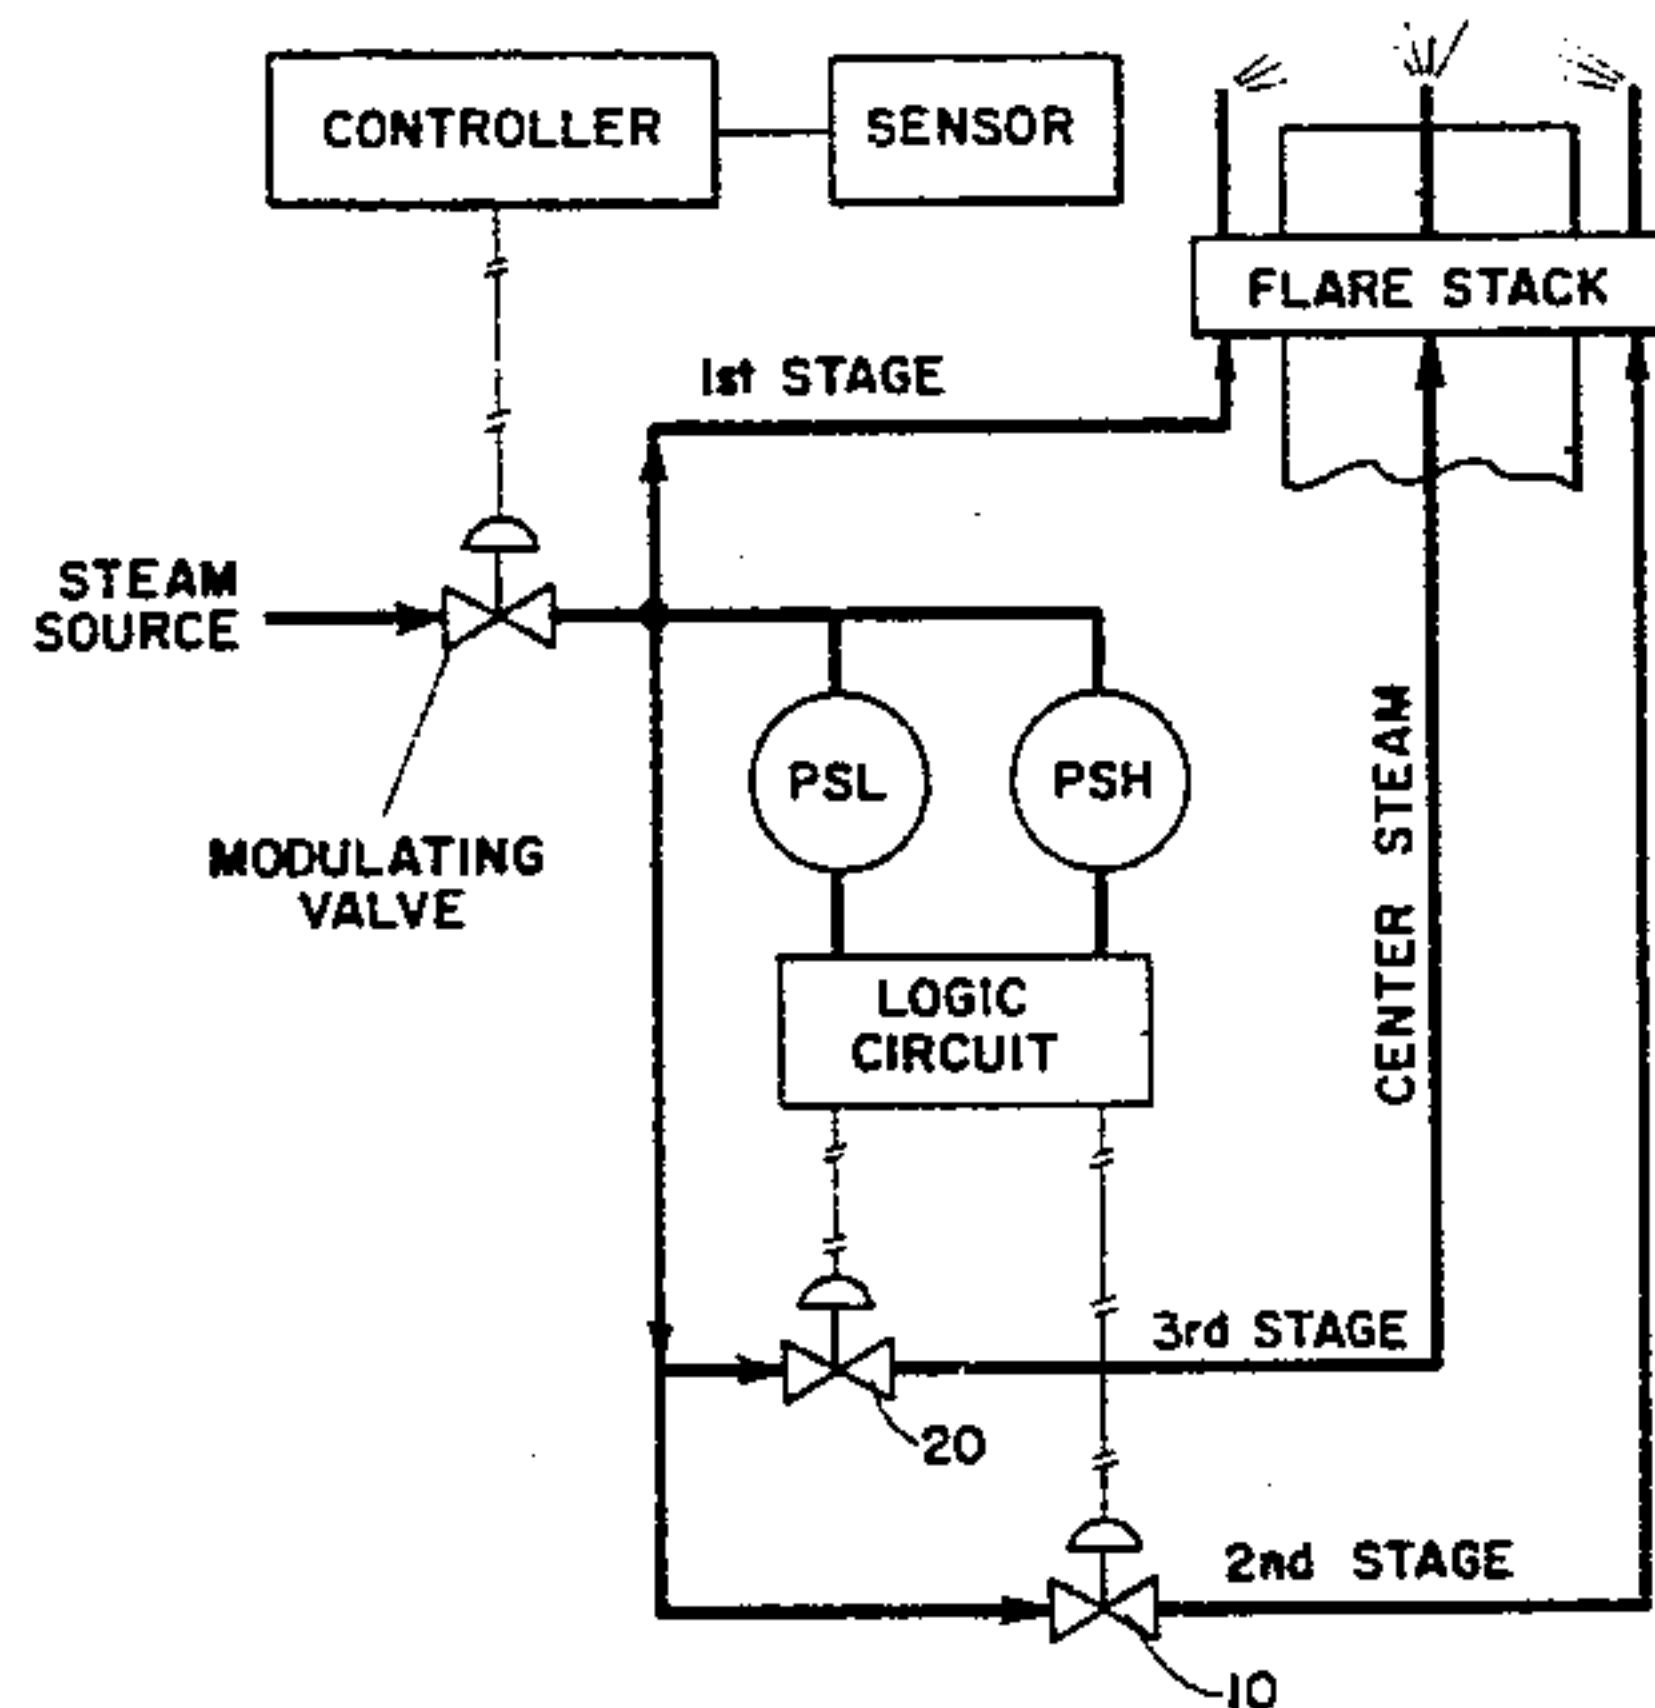 CONTROLLER
SENSOR
FLARE STACK
1st STAGE
STEAM
SOURCE
MODULATING
VALVE
PSL
PSH
CENTER STEAM
LOGIC
CIRCUIT
3rd STAGE
20
2nd STAGE
10